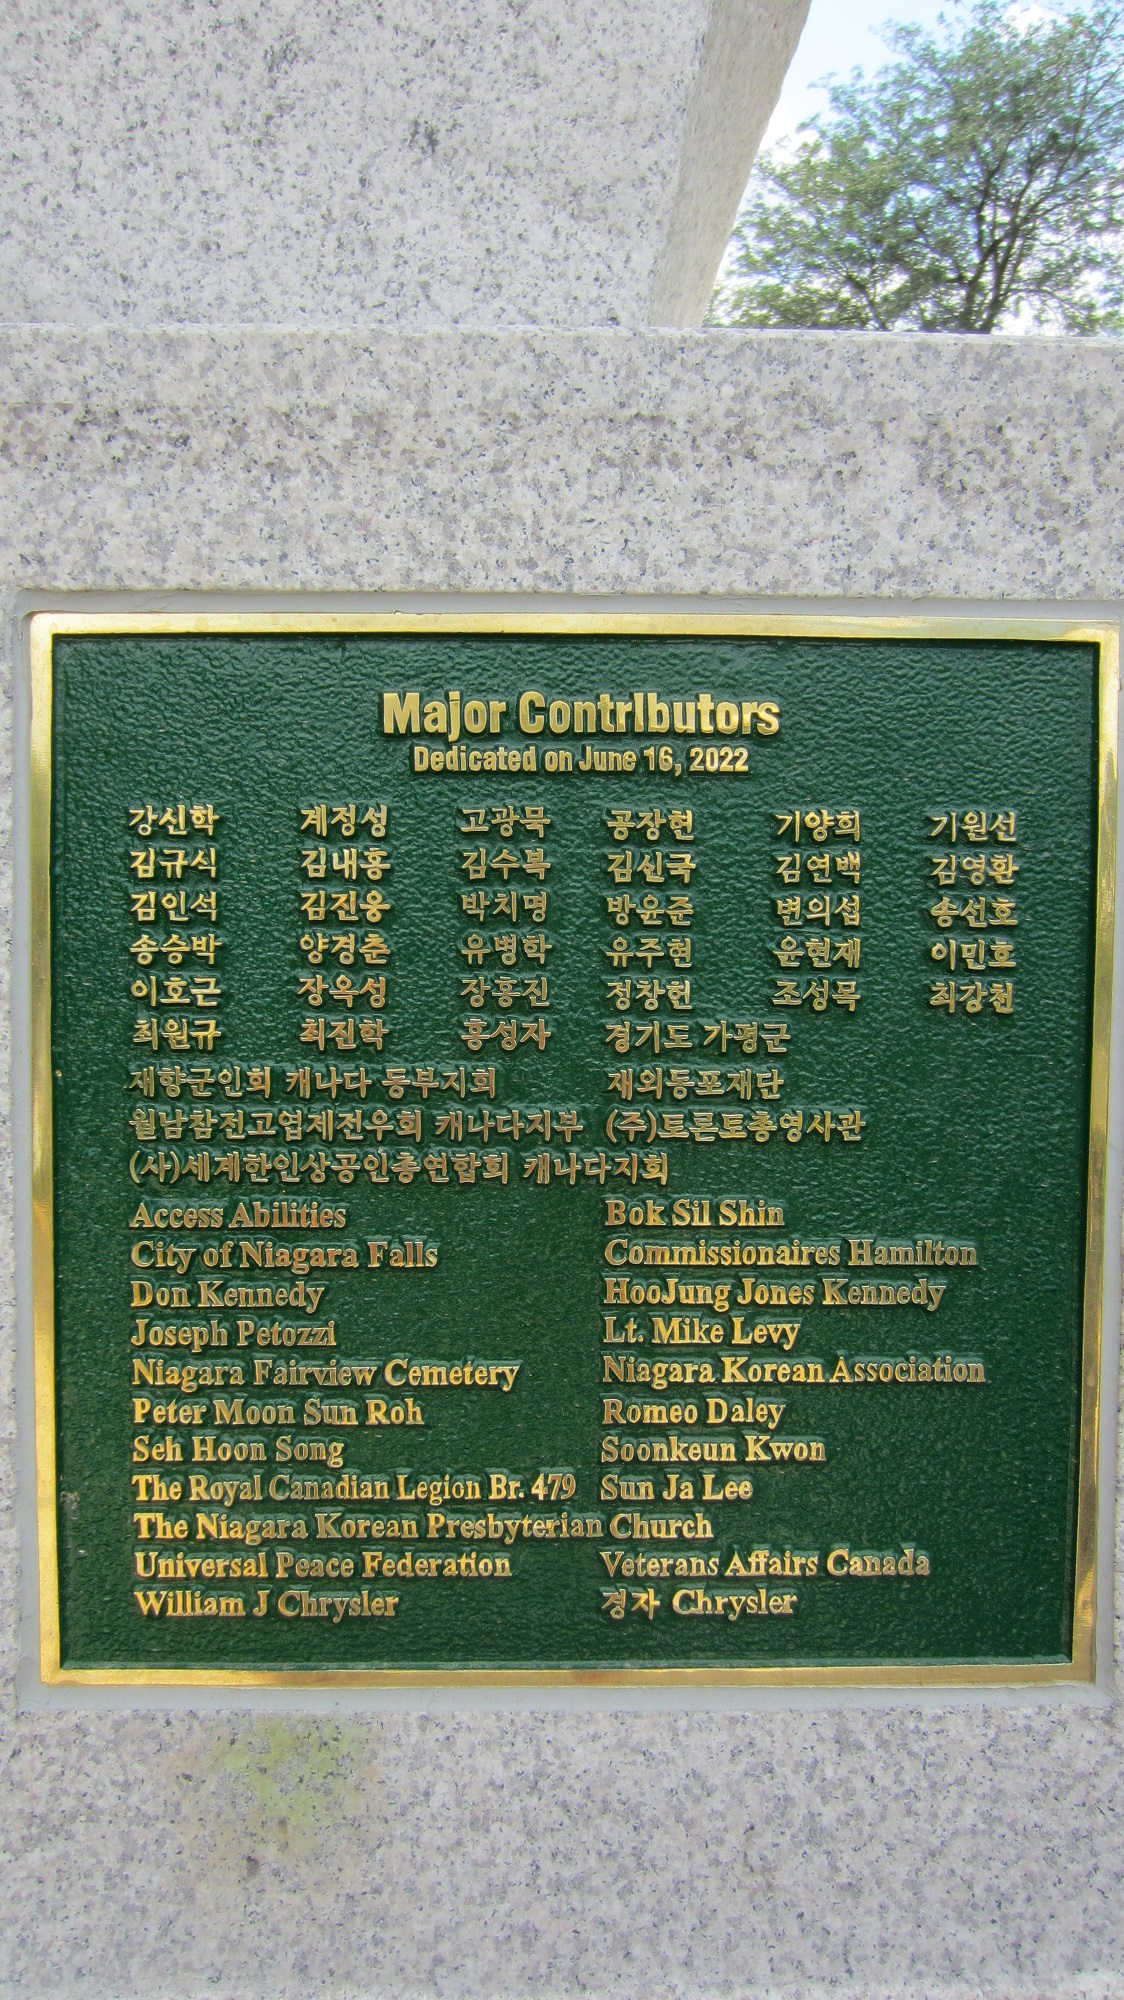 Major Contributors
Dedicated on June 16, 2022
강신학 계정성 고광묵 공장헌 기양희 기원선
김규식 김내홍 김수복 김신국 김연백 김영환
김인석 김진웅 박치명 방윤준 변의섭 송선호
송승박 양경춘 유병학 유주현 윤현재 이민호
이호근 장옥성 장흥진 정창헌 조성목 최강천
최원규 최진학 홍성자 경기도 가평군
재향군인회 캐나다 동부지회 재외동포재단
월남참전고엽제전우회 캐나다지부 (주)토론토총영사관
(사)세계한인상공인총연합회 캐나다지회
Access Abilities Bok Sil Shin
City of Niagara Falls Commissionaires Hamilton
Don Kennedy HooJung Jones Kennedy
Joseph Petozzi Lt. Mike Levy
Niagara Fairview Cemetery Niagara Korean Association
Peter Moon Sun Roh Romeo Daley
Seh Hoon Song Soonkeun Kwon
The Royal Canadian Legion Br. 479 Sun Ja Lee
The Niagara Korean Presbyterian Church
Universal Peace Federation Veterans Affairs Canada
William J Chrysler 경자 Chrysler